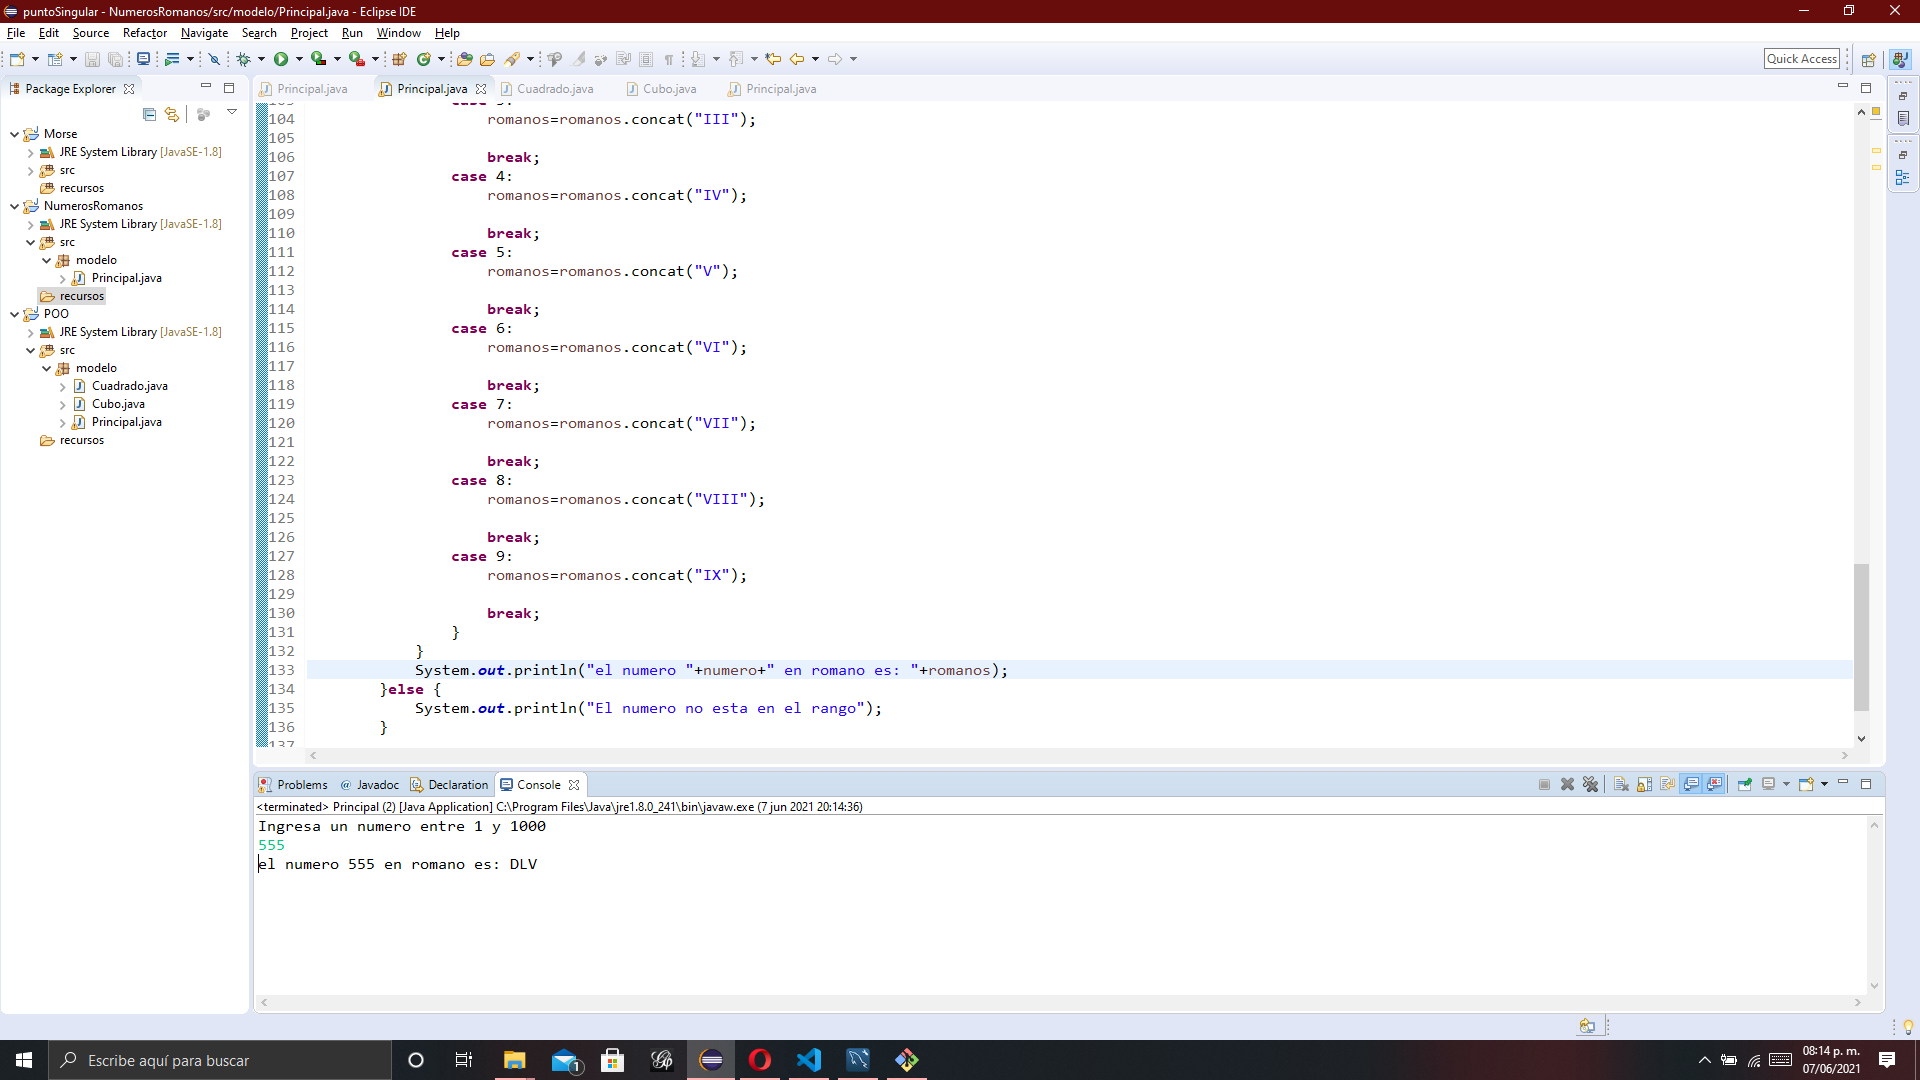 puntoSingular - NumerosRomanos/src/modelo/Principal.java - Eclipse IDE
File Edit Source Refactor Navigate Search Project Run Window Help
Quick Access
Package Explorer
Principal.java Principal.java Cuadrado.java Cubo.java Principal.java
Morse
JRE System Library [JavaSE-1.8]
src
recursos
NumerosRomanos
JRE System Library [JavaSE-1.8]
src
modelo
Principal.java
recursos
POO
JRE System Library [JavaSE-1.8]
src
modelo
Cuadrado.java
Cubo.java
Principal.java
recursos
104 romanos=romanos.concat("III");
105
106 break;
107 case 4:
108 romanos=romanos.concat("IV");
109
110 break;
111 case 5:
112 romanos=romanos.concat("V");
113
114 break;
115 case 6:
116 romanos=romanos.concat("VI");
117
118 break;
119 case 7:
120 romanos=romanos.concat("VII");
121
122 break;
123 case 8:
124 romanos=romanos.concat("VIII");
125
126 break;
127 case 9:
128 romanos=romanos.concat("IX");
129
130 break;
131 }
132 }
133 System.out.println("el numero "+numero+" en romano es: "+romanos);
134 }else {
135 System.out.println("El numero no esta en el rango");
136 }
137
Problems @ Javadoc Declaration Console
<terminated> Principal (2) [Java Application] C:\Program Files\Java\jre1.8.0_241\bin\javaw.exe (7 jun 2021 20:14:36)
Ingresa un numero entre 1 y 1000
555
el numero 555 en romano es: DLV
Escribe aquí para buscar
1
08:14 p. m.
07/06/2021